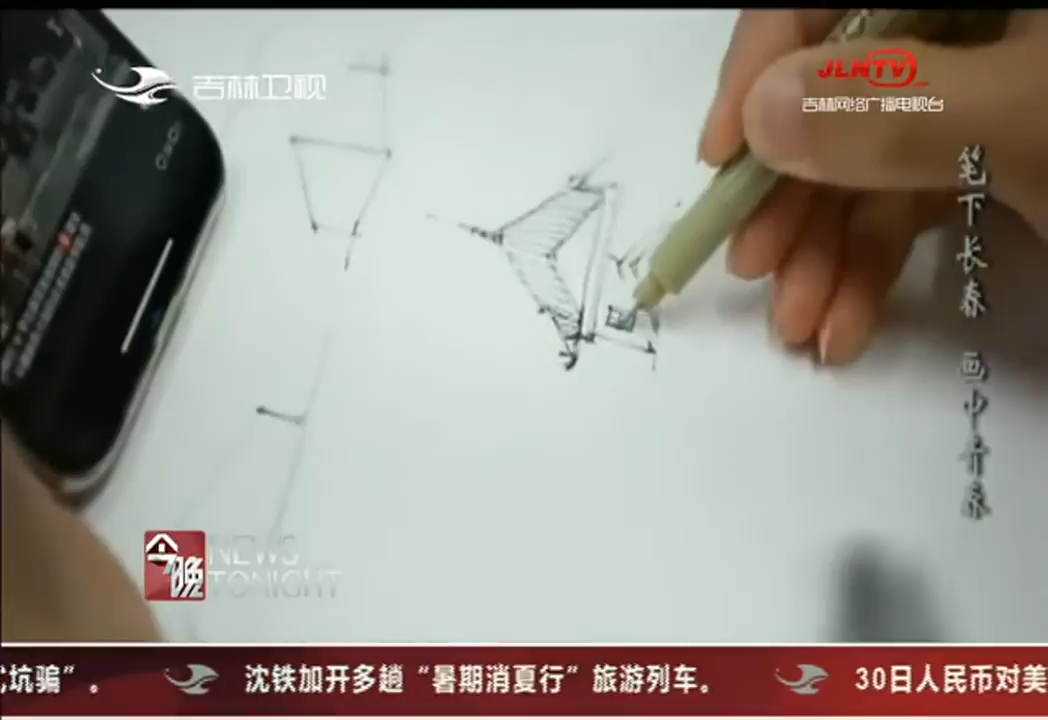 吉林卫视
JLNTV
吉林网络广播电视台
笔下长春 画中吉林
今晚
NEWS
TONIGHT
坑骗”。 沈铁加开多趟“暑期消夏行”旅游列车。 30日人民币对美